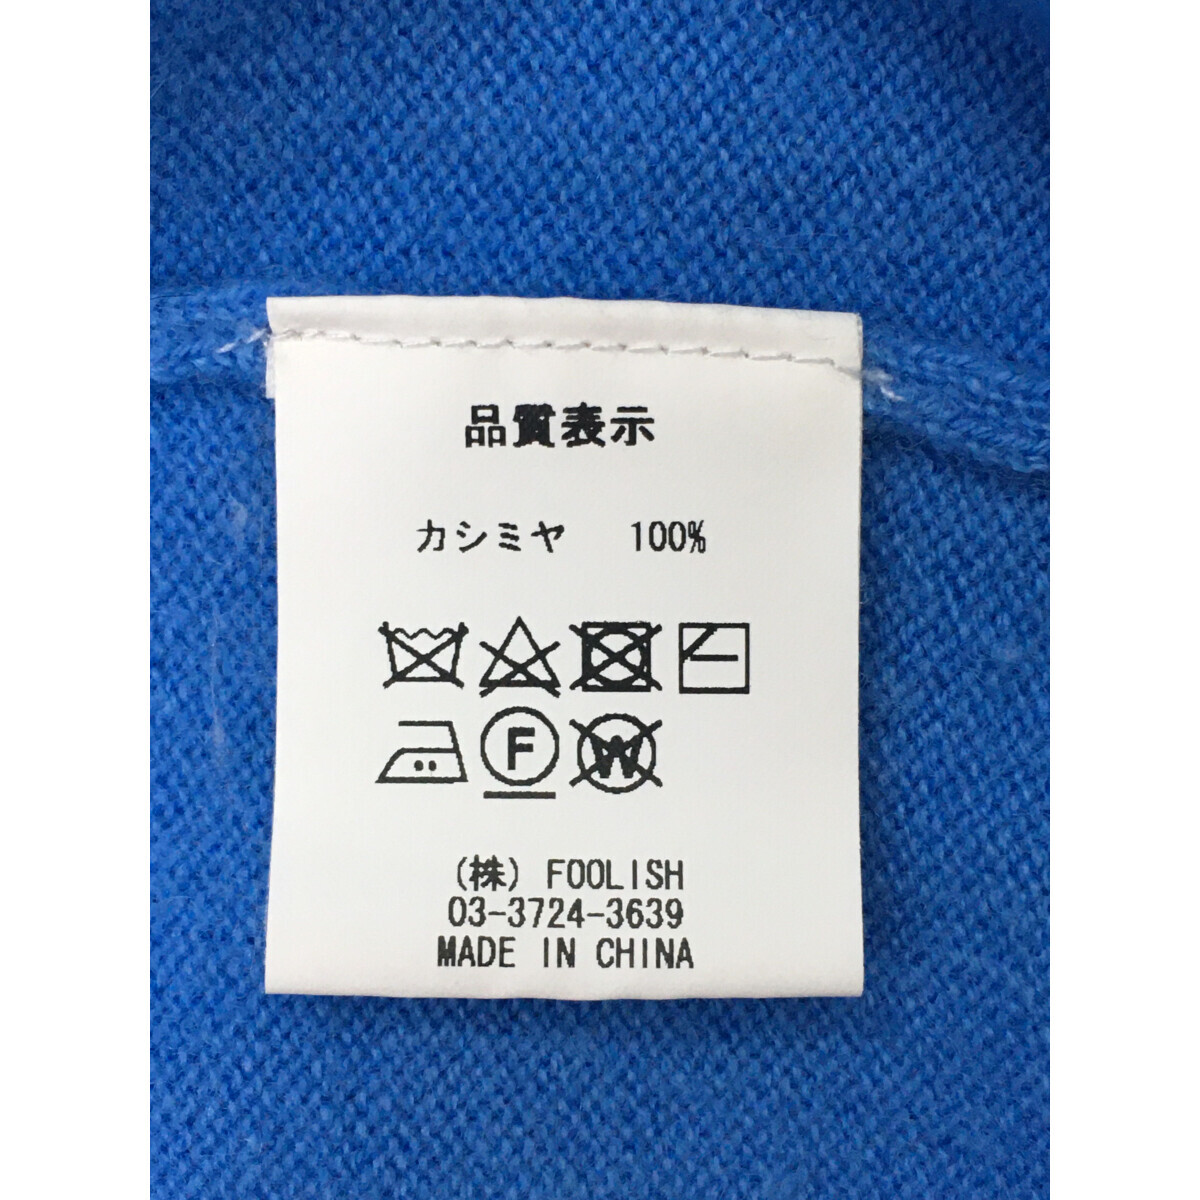 品質表示
カシミヤ 100%
F
W
(株) FOOLISH
03-3724-3639
MADE IN CHINA